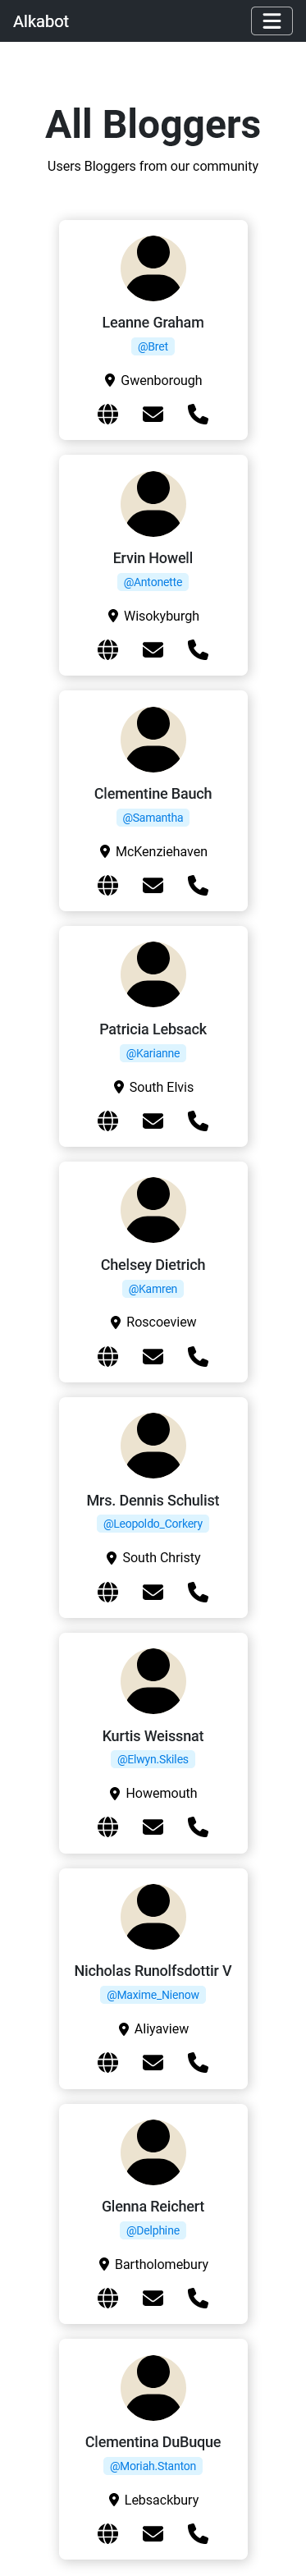 Alkabot
All Bloggers
Users Bloggers from our community
Leanne Graham
@Bret
Gwenborough
Ervin Howell
@Antonette
Wisokyburgh
Clementine Bauch
@Samantha
McKenziehaven
Patricia Lebsack
@Karianne
South Elvis
Chelsey Dietrich
@Kamren
Roscoeview
Mrs. Dennis Schulist
@Leopoldo_Corkery
South Christy
Kurtis Weissnat
@Elwyn.Skiles
Howemouth
Nicholas Runolfsdottir V
@Maxime_Nienow
Aliyaview
Glenna Reichert
@Delphine
Bartholomebury
Clementina DuBuque
@Moriah.Stanton
Lebsackbury